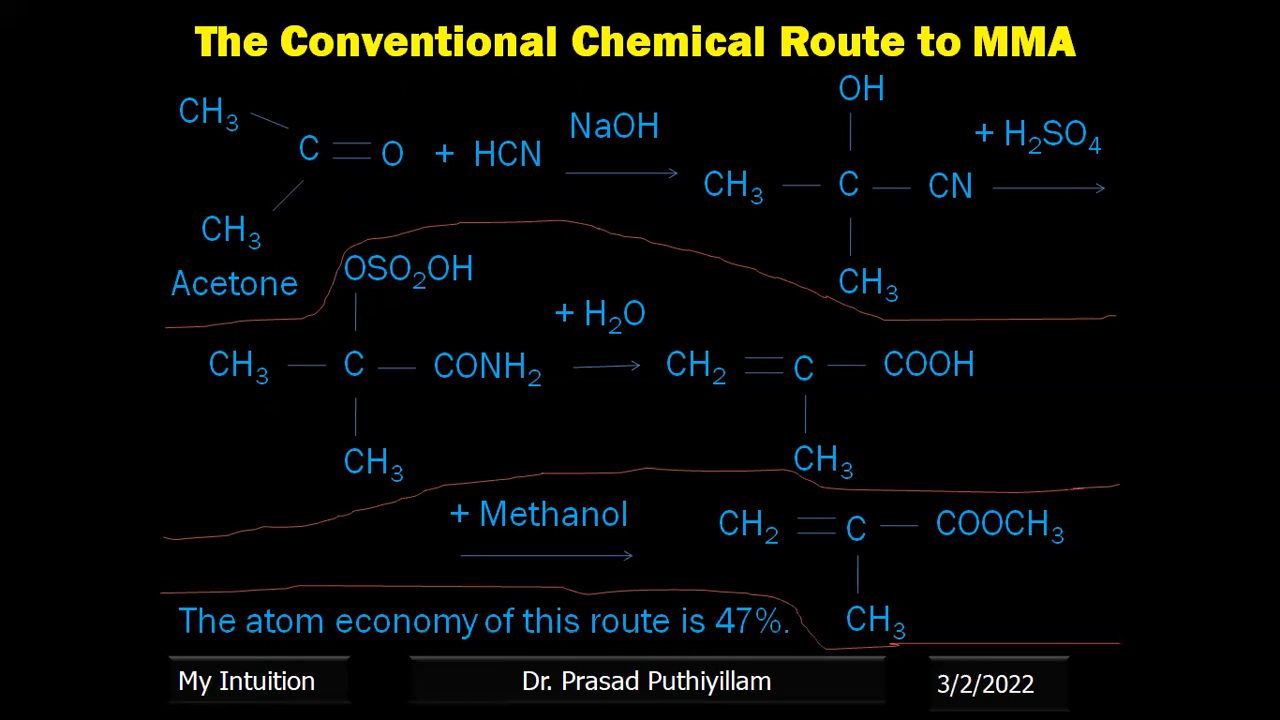 The Conventional Chemical Route to MMA
CH₃
C = O + HCN
CH₃
Acetone
NaOH
OH
CH₃ — C — CN
CH₃
+ H₂SO₄
OSO₂OH
CH₃ — C — CONH₂
CH₃
+ H₂O
CH₂ = C — COOH
CH₃
+ Methanol
CH₂ = C — COOCH₃
CH₃
The atom economy of this route is 47%.
My Intuition
Dr. Prasad Puthiyillam
3/2/2022